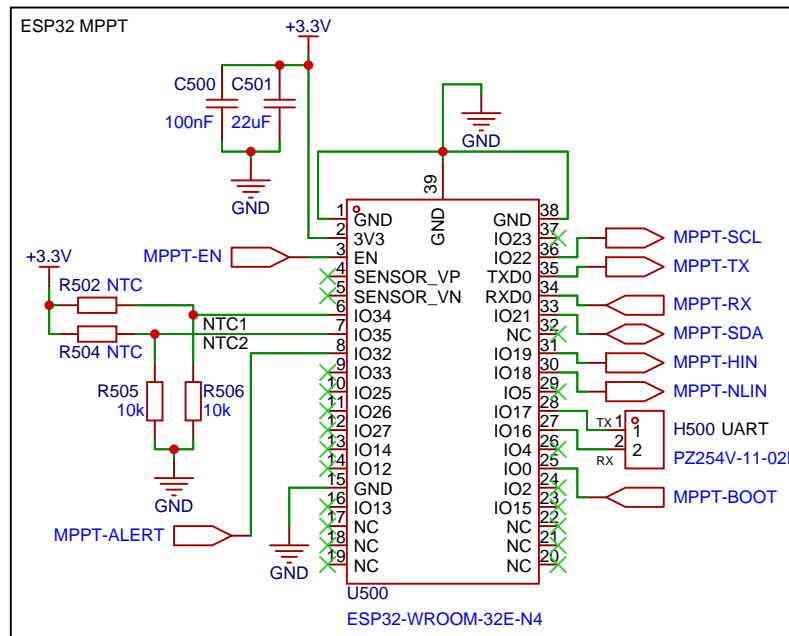 ESP32 MPPT
+3.3V
C500
C501
100nF
22uF
GND
GND
39
GND
1
GND
2
3V3
3
EN
4
SENSOR_VP
5
SENSOR_VN
6
IO34
7
IO35
8
IO32
9
IO33
10
IO25
11
IO26
12
IO27
13
IO14
14
IO12
15
GND
16
IO13
17
NC
18
NC
19
NC
38
GND
37
IO23
36
IO22
35
TXD0
34
RXD0
33
IO21
32
NC
31
IO19
30
IO18
29
IO5
28
IO17
27
IO16
26
IO4
25
IO0
24
IO2
23
IO15
22
NC
21
NC
20
NC
MPPT-EN
+3.3V
R502 NTC
NTC1
NTC2
R504 NTC
R505
10k
R506
10k
GND
MPPT-ALERT
GND
MPPT-SCL
MPPT-TX
MPPT-RX
MPPT-SDA
MPPT-HIN
MPPT-NLIN
TX 1
1
2
2
RX
H500 UART
PZ254V-11-02
MPPT-BOOT
U500
ESP32-WROOM-32E-N4